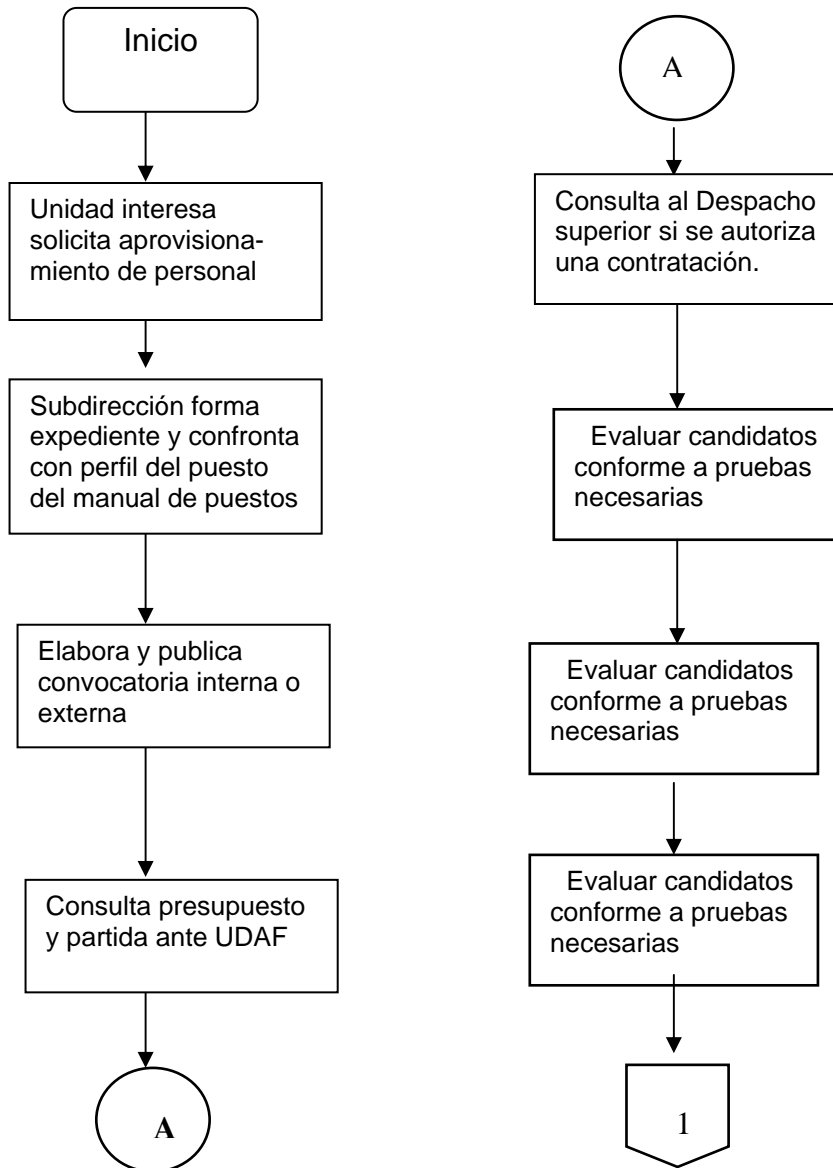 Inicio
Unidad interesa
solicita aprovisiona-
miento de personal
Subdirección forma
expediente y confronta
con perfil del puesto
del manual de puestos
Elabora y publica
convocatoria interna o
externa
Consulta presupuesto
y partida ante UDAF
A
A
Consulta al Despacho
superior si se autoriza
una contratación.
Evaluar candidatos
conforme a pruebas
necesarias
Evaluar candidatos
conforme a pruebas
necesarias
Evaluar candidatos
conforme a pruebas
necesarias
1